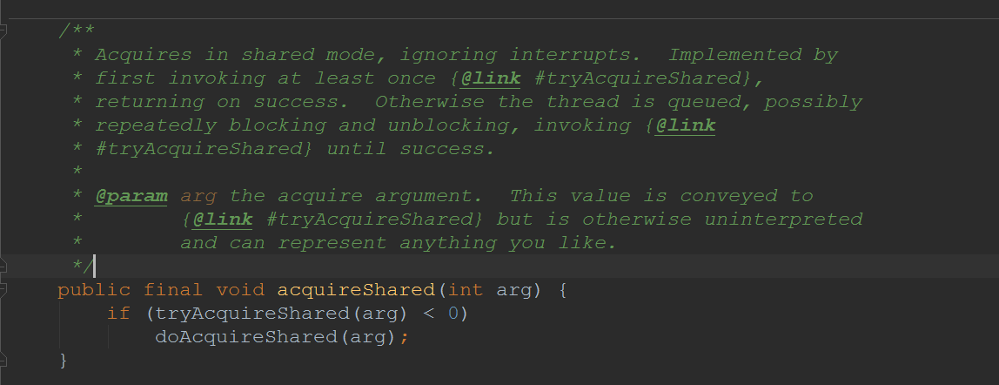 /**
 * Acquires in shared mode, ignoring interrupts.  Implemented by
 * first invoking at least once {@link #tryAcquireShared},
 * returning on success.  Otherwise the thread is queued, possibly
 * repeatedly blocking and unblocking, invoking {@link
 * #tryAcquireShared} until success.
 *
 * @param arg the acquire argument.  This value is conveyed to
 *        {@link #tryAcquireShared} but is otherwise uninterpreted
 *        and can represent anything you like.
 */
public final void acquireShared(int arg) {
    if (tryAcquireShared(arg) < 0)
        doAcquireShared(arg);
}